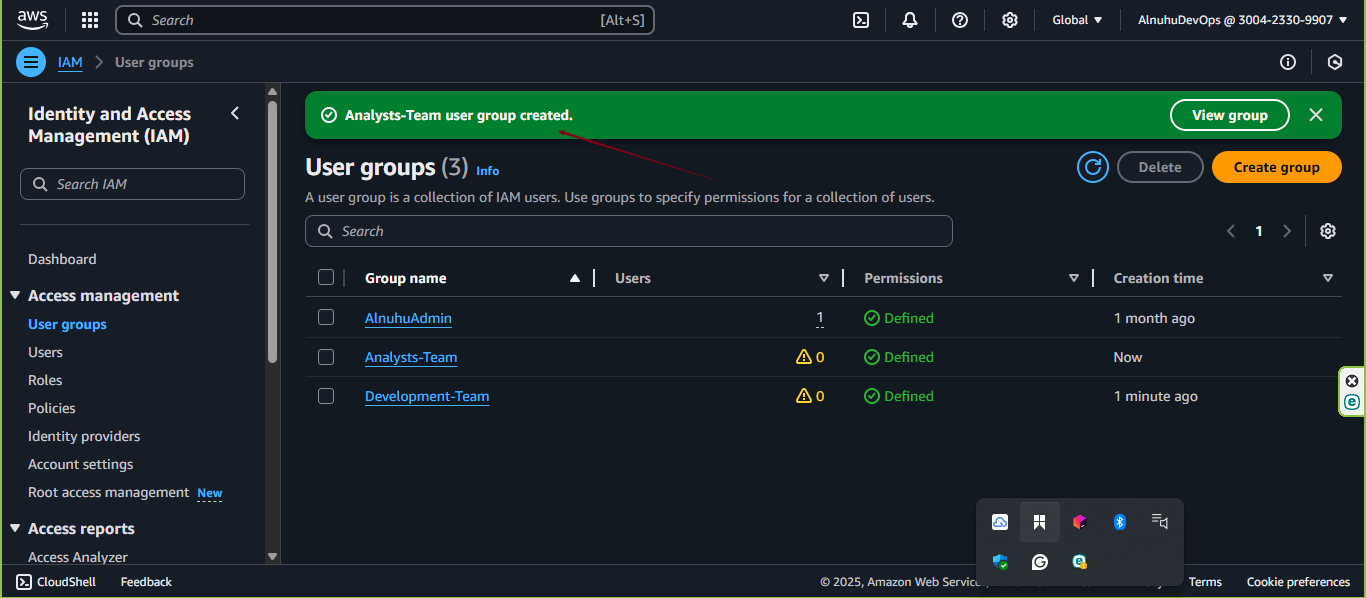 aws
Search [Alt+S]
Global
AlnuhuDevOps @ 3004-2330-9907
IAM
User groups
Identity and Access
Management (IAM)
Search IAM
Dashboard
Access management
User groups
Users
Roles
Policies
Identity providers
Account settings
Root access management New
Access reports
Access Analyzer
Analysts-Team user group created.
View group
User groups (3) Info
Delete
Create group
A user group is a collection of IAM users. Use groups to specify permissions for a collection of users.
Search
1
Group name Users Permissions Creation time
AlnuhuAdmin 1 Defined 1 month ago
Analysts-Team 0 Defined Now
Development-Team 0 Defined 1 minute ago
CloudShell Feedback
© 2025, Amazon Web Service
Terms Cookie preferences